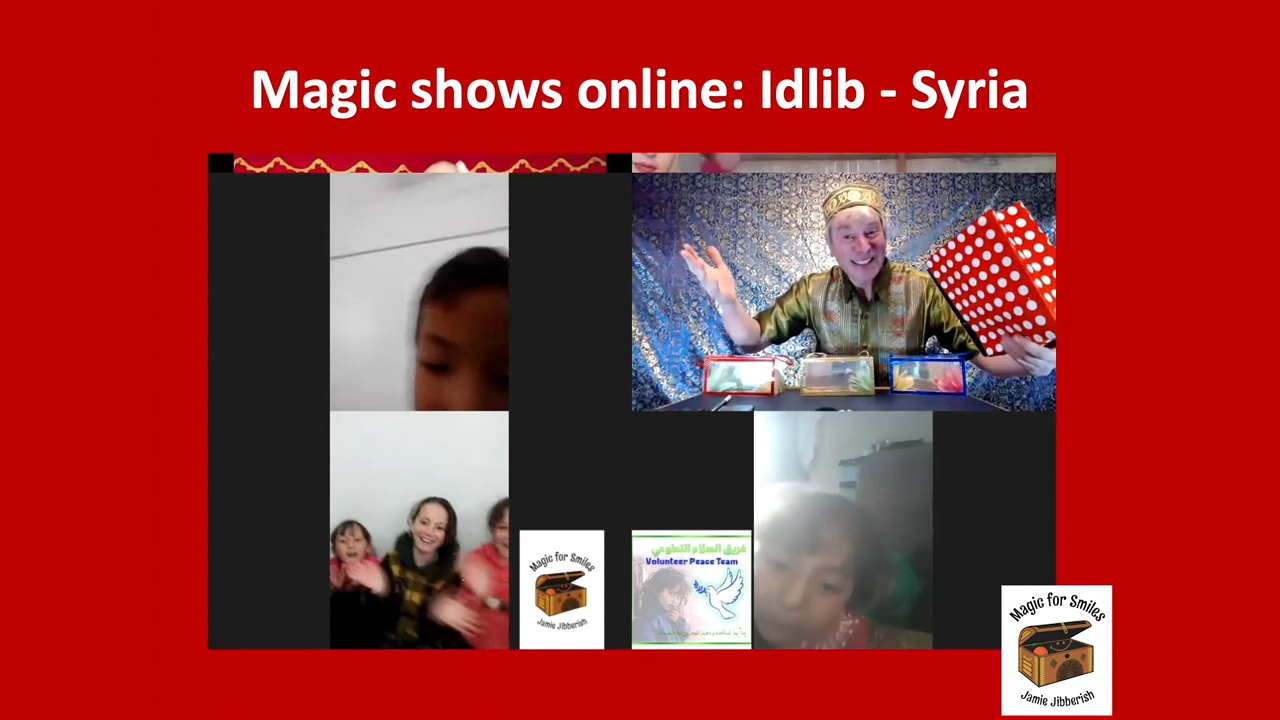 Magic shows online: Idlib - Syria
Magic for Smiles
Jamie Jibberish
فريق السلام التطوعي
Volunteer Peace Team
Magic for Smiles
Jamie Jibberish